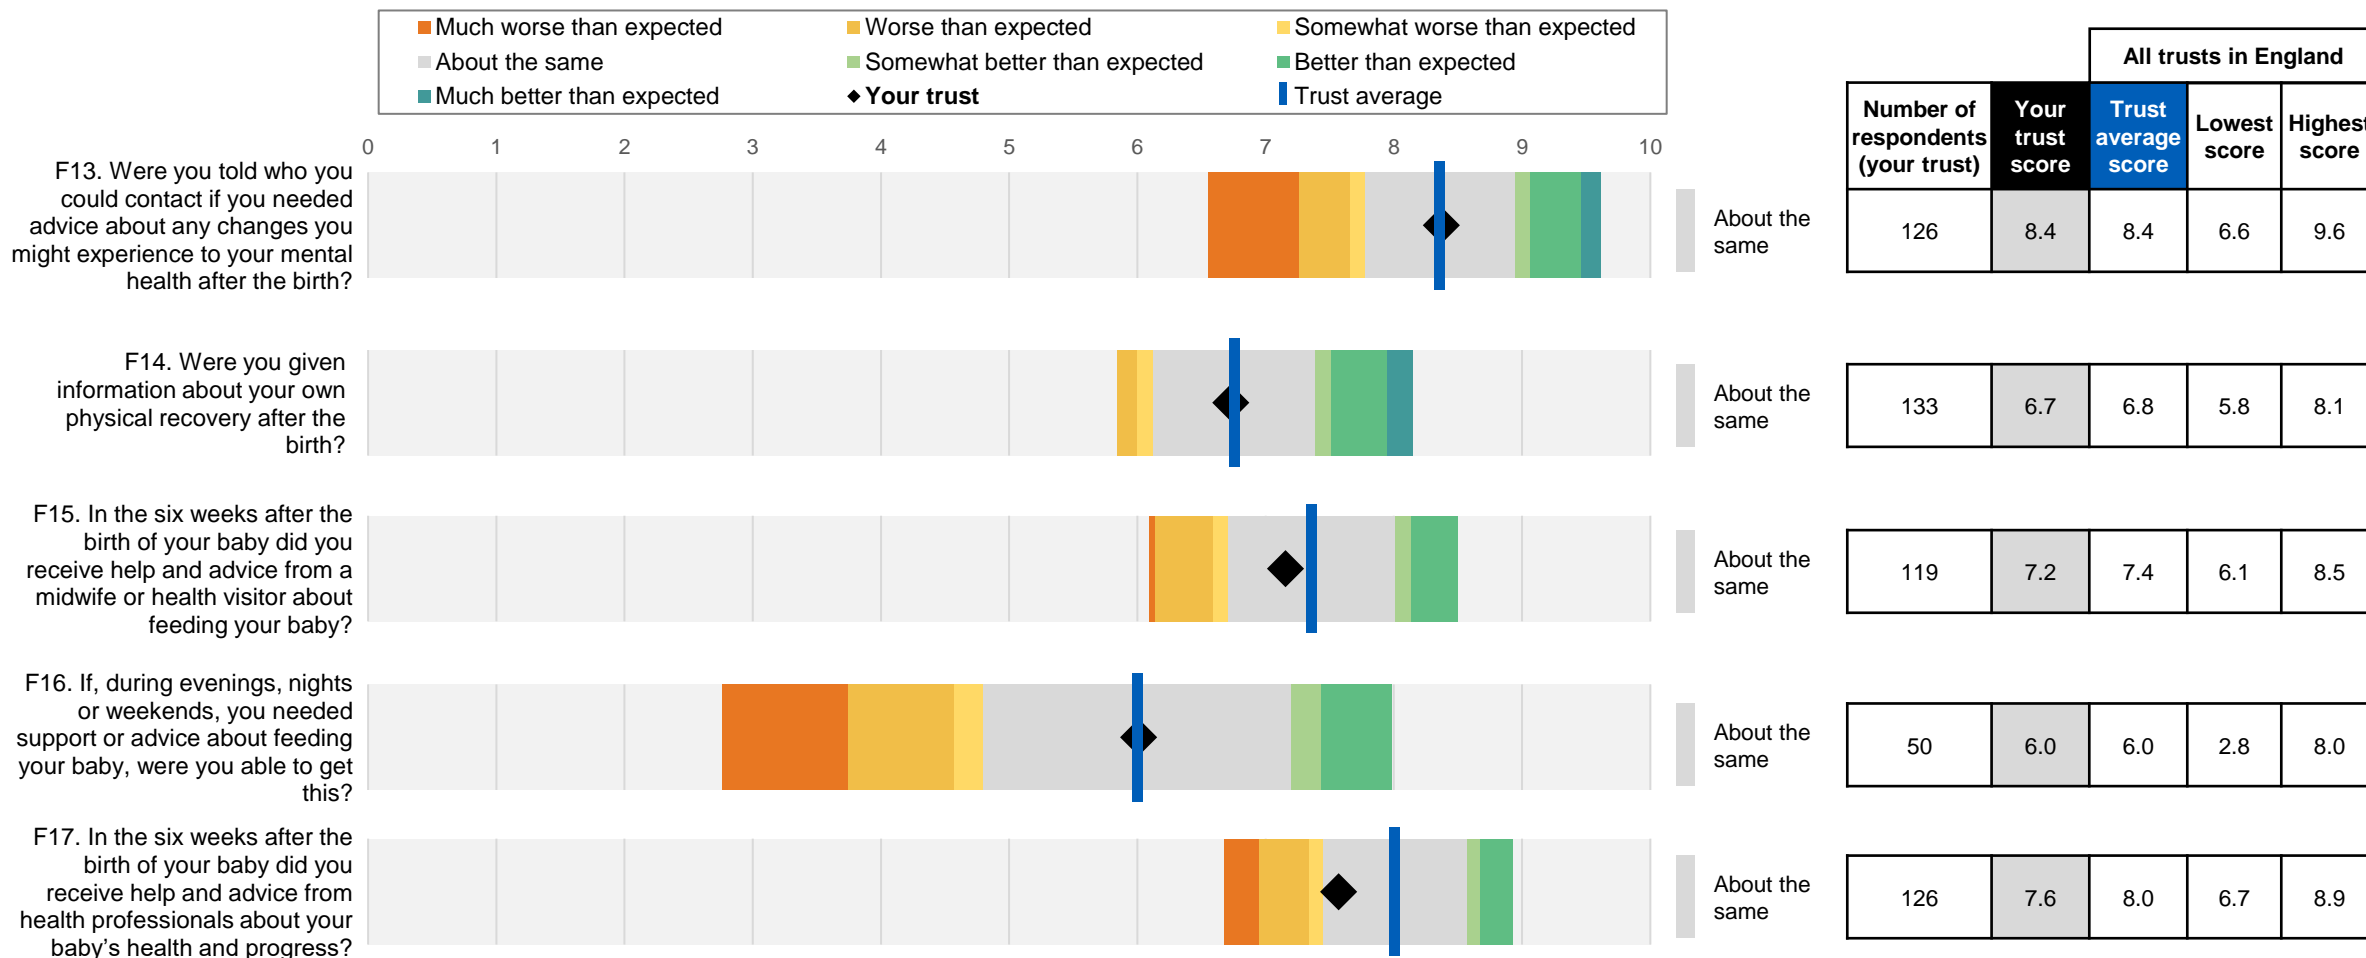 Much worse than expected
Worse than expected
Somewhat worse than expected
About the same
Somewhat better than expected
Better than expected
Much better than expected
Your trust
Trust average
All trusts in England
Number of
respondents
(your trust)
Your
trust
score
Trust
average
score
Lowest
score
Highest
score
0 1 2 3 4 5 6 7 8 9 10
F13. Were you told who you
could contact if you needed
advice about any changes you
might experience to your mental
health after the birth?
About the
same
126 8.4 8.4 6.6 9.6
F14. Were you given
information about your own
physical recovery after the
birth?
About the
same
133 6.7 6.8 5.8 8.1
F15. In the six weeks after the
birth of your baby did you
receive help and advice from a
midwife or health visitor about
feeding your baby?
About the
same
119 7.2 7.4 6.1 8.5
F16. If, during evenings, nights
or weekends, you needed
support or advice about feeding
your baby, were you able to get
this?
About the
same
50 6.0 6.0 2.8 8.0
F17. In the six weeks after the
birth of your baby did you
receive help and advice from
health professionals about your
baby’s health and progress?
About the
same
126 7.6 8.0 6.7 8.9